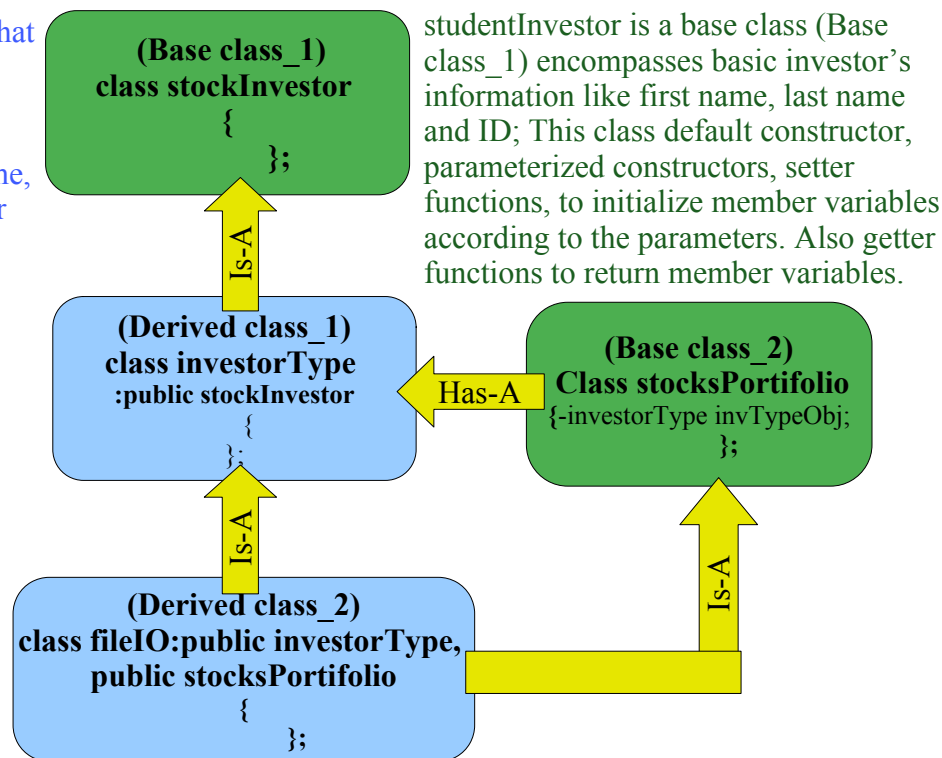 hat
ne,
r
(Base class_1)
class stockInvestor
{
};
studentInvestor is a base class (Base
class_1) encompasses basic investor's
information like first name, last name
and ID; This class default constructor,
parameterized constructors, setter
functions, to initialize member variables
according to the parameters. Also getter
functions to return member variables.
Is-A
(Derived class_1)
class investorType
:public stockInvestor
{
};
Has-A
(Base class_2)
Class stocksPortifolio
{-investorType invTypeObj;
};
Is-A
Is-A
(Derived class_2)
class fileIO:public investorType,
public stocksPortifolio
{
};